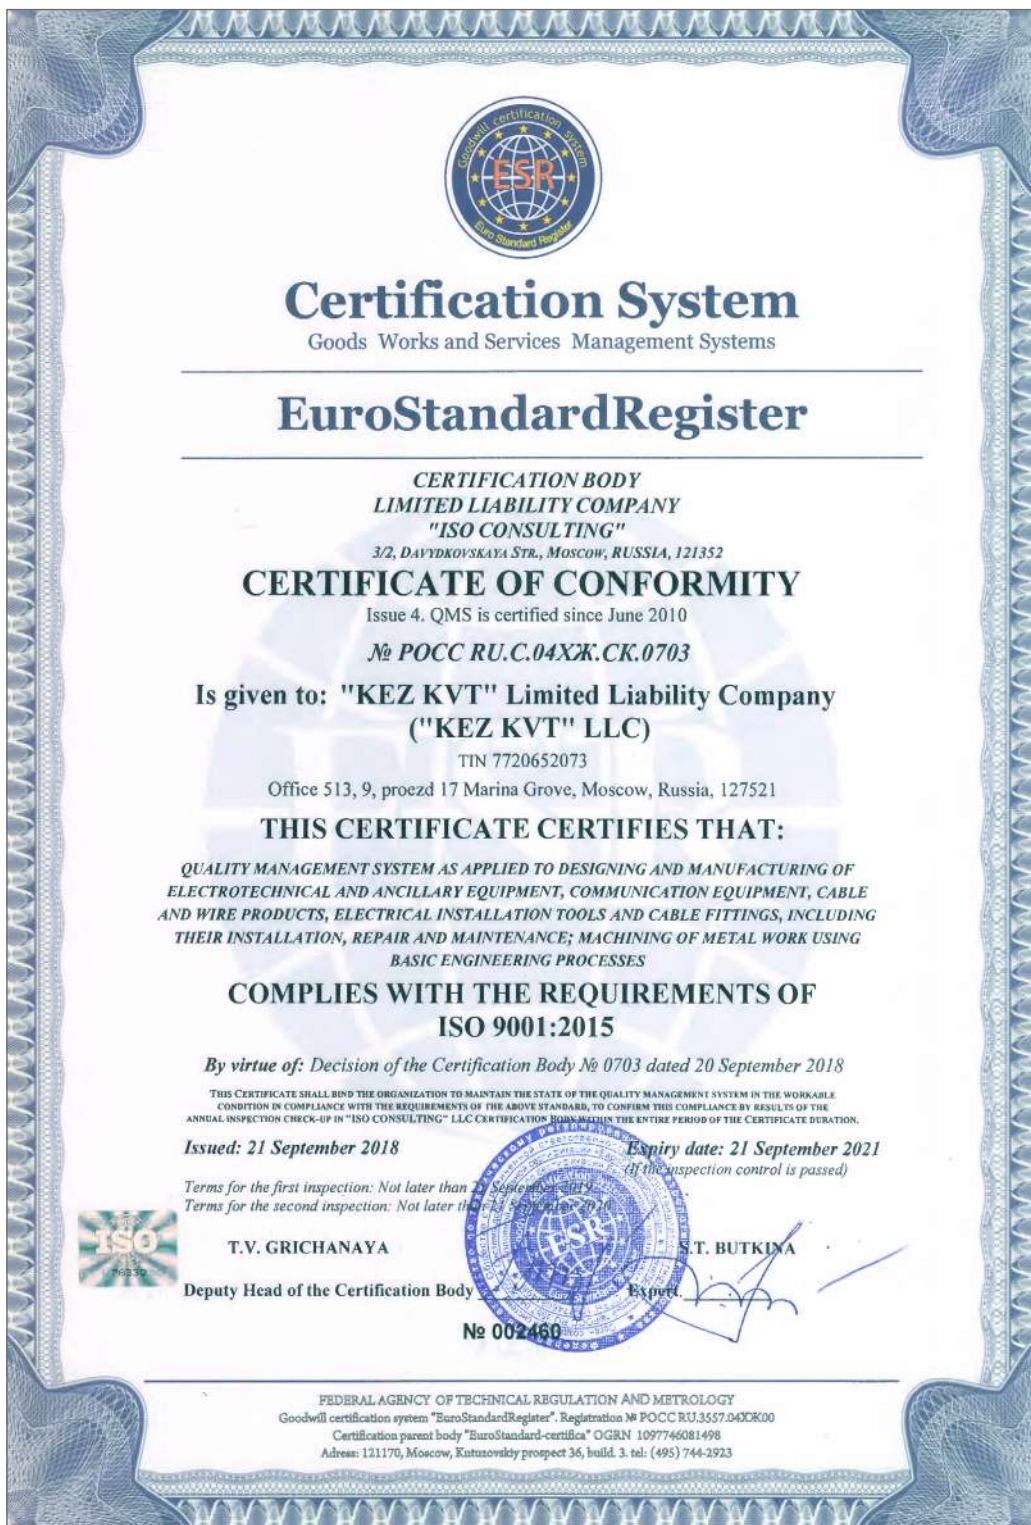 Goodwill certification system
ESR
Euro Standard Register
Certification System
Goods Works and Services Management Systems
EuroStandardRegister
CERTIFICATION BODY
LIMITED LIABILITY COMPANY
"ISO CONSULTING"
3/2, DAVYDKOVSKAYA STR., MOSCOW, RUSSIA, 121352
CERTIFICATE OF CONFORMITY
Issue 4. QMS is certified since June 2010
№ РОСС RU.C.04ХЖ.СК.0703
Is given to: "KEZ KVT" Limited Liability Company
("KEZ KVT" LLC)
TIN 7720652073
Office 513, 9, proezd 17 Marina Grove, Moscow, Russia, 127521
THIS CERTIFICATE CERTIFIES THAT:
QUALITY MANAGEMENT SYSTEM AS APPLIED TO DESIGNING AND MANUFACTURING OF
ELECTROTECHNICAL AND ANCILLARY EQUIPMENT, COMMUNICATION EQUIPMENT, CABLE
AND WIRE PRODUCTS, ELECTRICAL INSTALLATION TOOLS AND CABLE FITTINGS, INCLUDING
THEIR INSTALLATION, REPAIR AND MAINTENANCE; MACHINING OF METAL WORK USING
BASIC ENGINEERING PROCESSES
COMPLIES WITH THE REQUIREMENTS OF
ISO 9001:2015
By virtue of: Decision of the Certification Body № 0703 dated 20 September 2018
THIS CERTIFICATE SHALL BIND THE ORGANIZATION TO MAINTAIN THE STATE OF THE QUALITY MANAGEMENT SYSTEM IN THE WORKABLE
CONDITION IN COMPLIANCE WITH THE REQUIREMENTS OF THE ABOVE STANDARD, TO CONFIRM THIS COMPLIANCE BY RESULTS OF THE
ANNUAL INSPECTION CHECK-UP IN "ISO CONSULTING" LLC CERTIFICATION BODY WITHIN THE ENTIRE PERIOD OF THE CERTIFICATE DURATION.
Issued: 21 September 2018 Expiry date: 21 September 2021
(If the inspection control is passed)
Terms for the first inspection: Not later than 21 September 2019
Terms for the second inspection: Not later than September 2020
ISO
ESR
T.V. GRICHANAYA S.T. BUTKINA
Deputy Head of the Certification Body Expert
№ 002460
FEDERAL AGENCY OF TECHNICAL REGULATION AND METROLOGY
Goodwill certification system "EuroStandardRegister". Registration № РОСС RU.3557.04ХЖ00
Certification parent body "EuroStandard-certifica" OGRN 1097746081498
Adress: 121170, Moscow, Kutuzovskiy prospect 36, build. 3. tel: (495) 744-2923